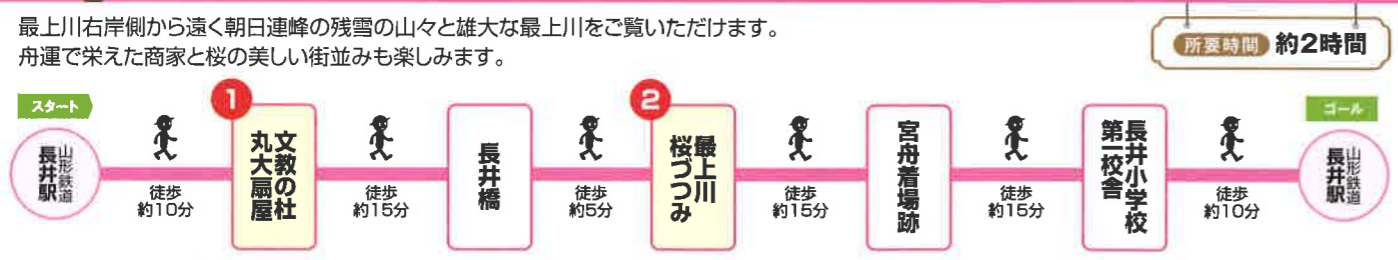 最上川右岸側から遠く朝日連峰の残雪の山々と雄大な最上川をご覧いただけます。
舟運で栄えた商家と桜の美しい街並みも楽しみます。
所要時間 約2時間
スタート
山形鉄道
長井駅
徒歩
約10分
1
文教の杜
丸大扇屋
徒歩
約15分
長井橋
徒歩
約5分
2
最上川
桜づつみ
徒歩
約15分
宮舟着場跡
徒歩
約15分
長井小学校
第一校舎
徒歩
約10分
ゴール
山形鉄道
長井駅